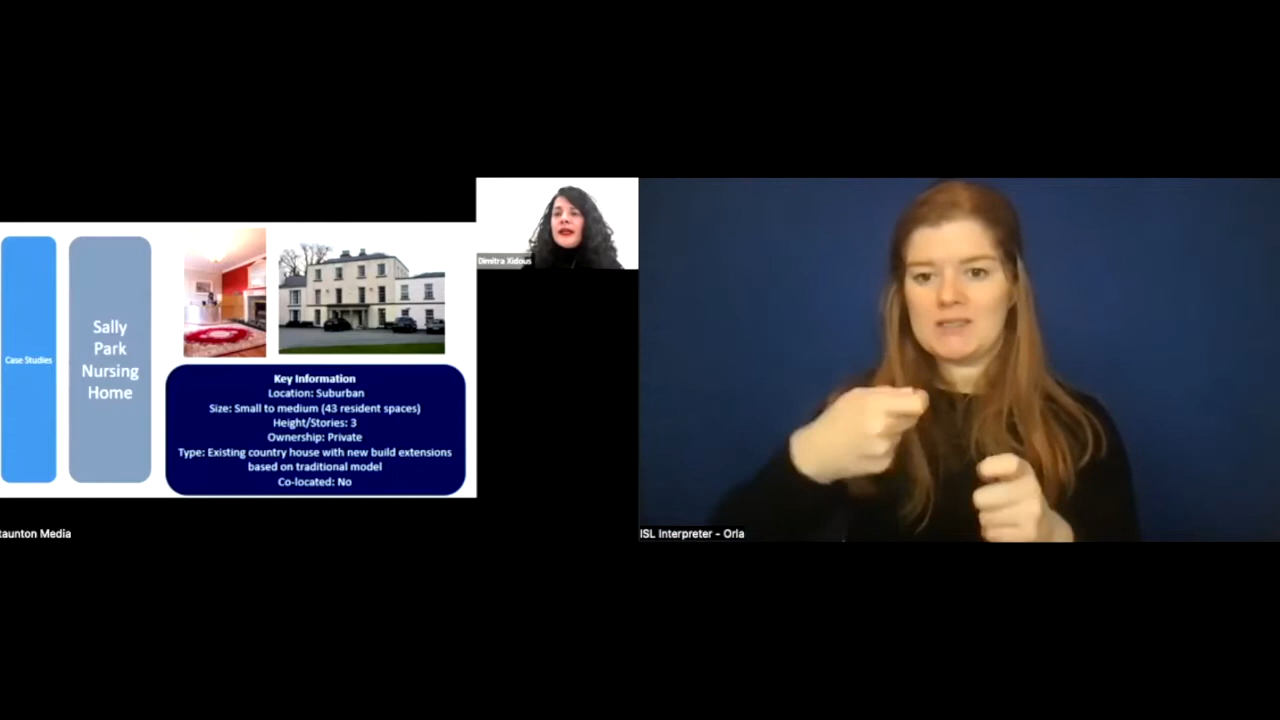 Case Studies
Sally
Park
Nursing
Home
Key Information
Location: Suburban
Size: Small to medium (43 resident spaces)
Height/Stories: 3
Ownership: Private
Type: Existing country house with new build extensions
based on traditional model
Co-located: No
Dimitra Xidous
taunton Media
ISL Interpreter - Orla